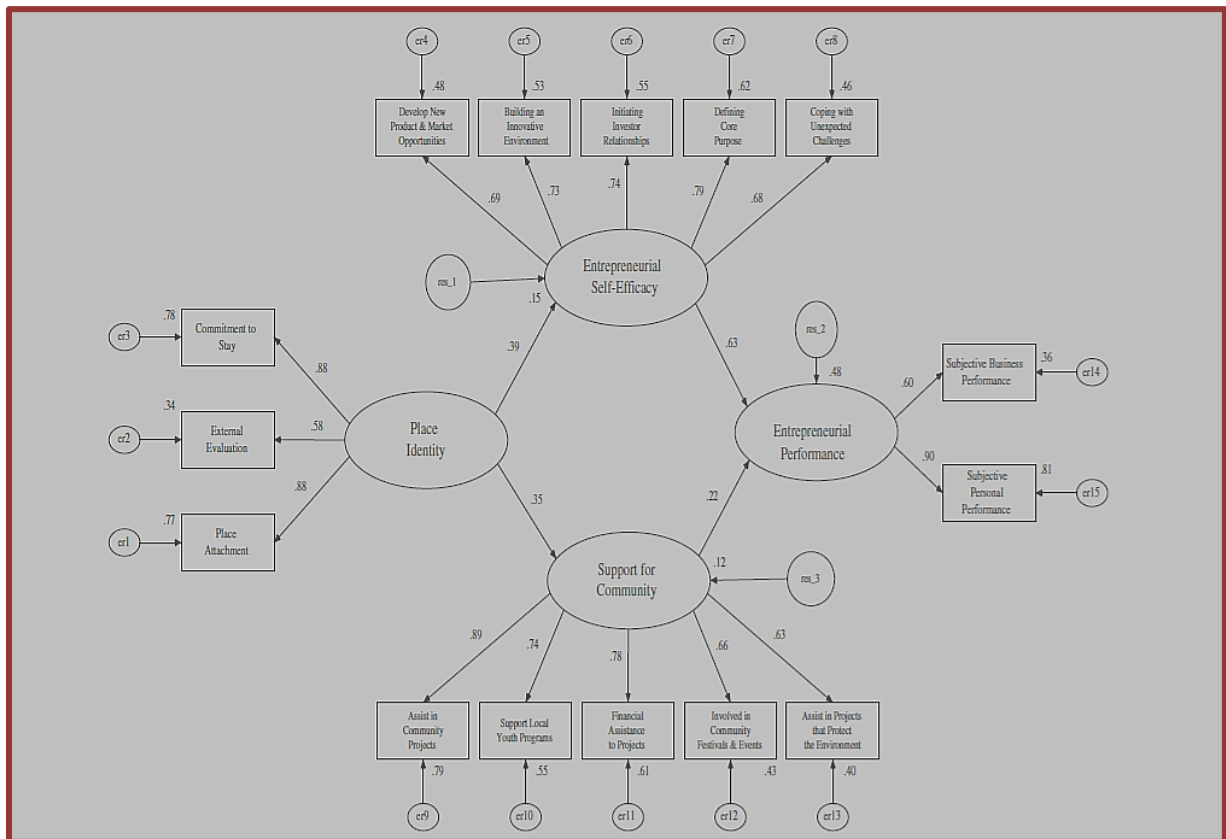 er4
er5
er6
er7
er8
.48
.53
.55
.62
.46
Develop New
Product & Market
Opportunities
Building an
Innovative
Environment
Initiating
Investor
Relationships
Defining
Core
Purpose
Coping with
Unexpected
Challenges
.69
.73
.74
.79
.68
Entrepreneurial
Self-Efficacy
res_1
.15
er3
.78
Commitment to
Stay
.88
.39
.63
res_2
.48
Subjective Business
Performance
.36
er14
.60
er2
.34
External
Evaluation
.58
Place
Identity
Entrepreneurial
Performance
.90
Subjective
Personal
Performance
.81
er15
.88
er1
.77
Place
Attachment
.35
.22
Support for
Community
.12
res_3
.89
.74
.78
.66
.63
Assist in
Community
Projects
Support Local
Youth Programs
Financial
Assistance
to Projects
Involved in
Community
Festivals & Events
Assist in Projects
that Protect
the Environment
.79
.55
.61
.43
.40
er9
er10
er11
er12
er13